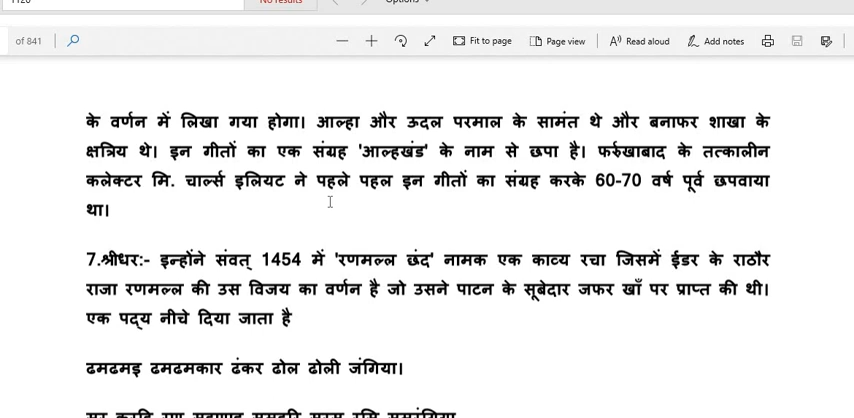 1120
No results
Options
of 841
Fit to page
Page view
Read aloud
Add notes
के वर्णन में लिखा गया होगा। आल्हा और ऊदल परमाल के सामंत थे और बनाफर शाखा के
क्षत्रिय थे। इन गीतों का एक संग्रह 'आल्हखंड' के नाम से छपा है। फर्रुखाबाद के तत्कालीन
कलेक्टर मि. चार्ल्स इलियट ने पहले पहल इन गीतों का संग्रह करके 60-70 वर्ष पूर्व छपवाया
था।
7.श्रीधर:- इन्होंने संवत् 1454 में 'रणमल्ल छंद' नामक एक काव्य रचा जिसमें ईडर के राठौर
राजा रणमल्ल की उस विजय का वर्णन है जो उसने पाटन के सूबेदार जफर खाँ पर प्राप्त की थी।
एक पद्य नीचे दिया जाता है
ढमढमइ ढमढमकार ढंकर ढोल ढोली जंगिया।